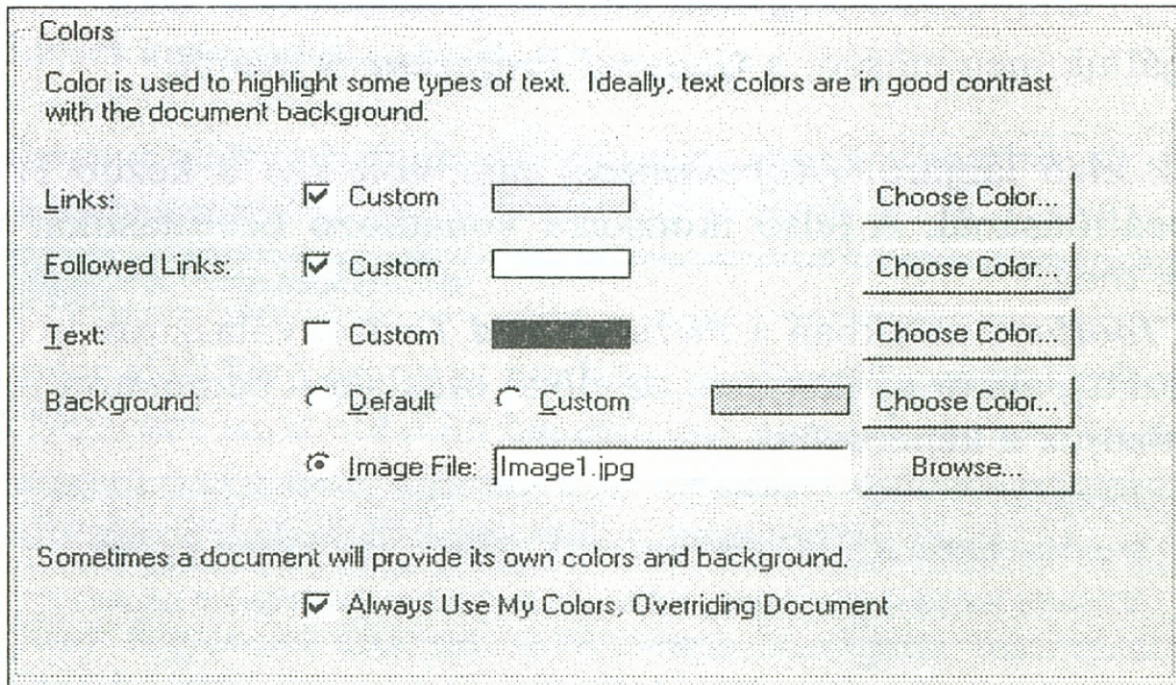 Colors
Color is used to highlight some types of text. Ideally, text colors are in good contrast
with the document background.
Links: Custom Choose Color...
Followed Links: Custom Choose Color...
Text: Custom Choose Color...
Background: Default Custom Choose Color...
Image File: Image1.jpg Browse...
Sometimes a document will provide its own colors and background.
Always Use My Colors, Overriding Document